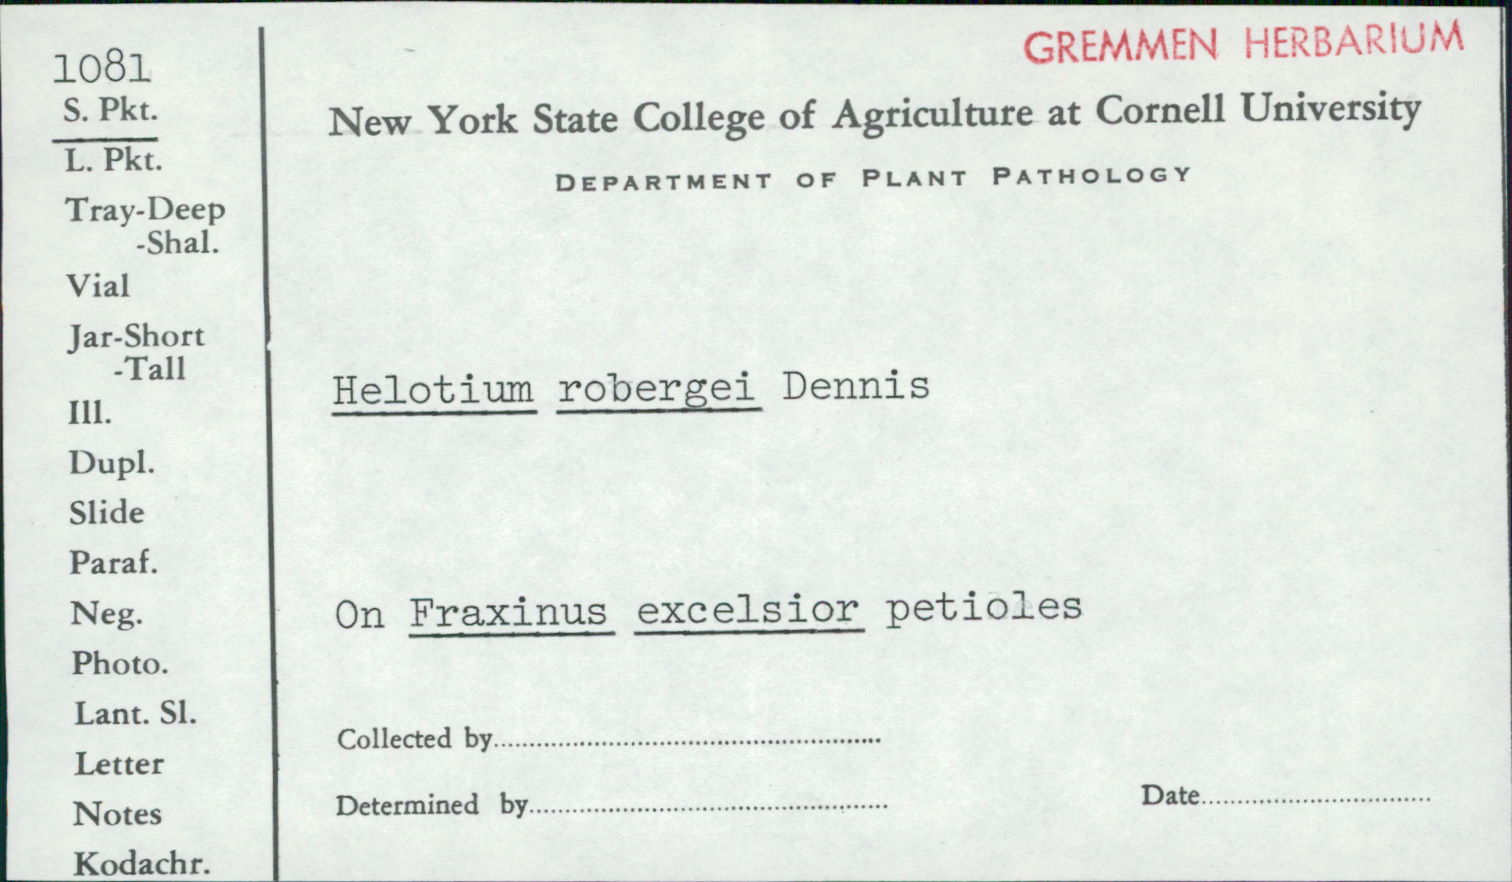 1081
S. Pkt.
L. Pkt.
Tray-Deep
-Shal.
Vial
Jar-Short
-Tall
Ill.
Dupl.
Slide
Paraf.
Neg.
Photo.
Lant. Sl.
Letter
Notes
Kodachr.
GREMMEN HERBARIUM
New York State College of Agriculture at Cornell University
DEPARTMENT OF PLANT PATHOLOGY
Helotium robergei Dennis
On Fraxinus excelsior petioles
Collected by
Determined by
Date